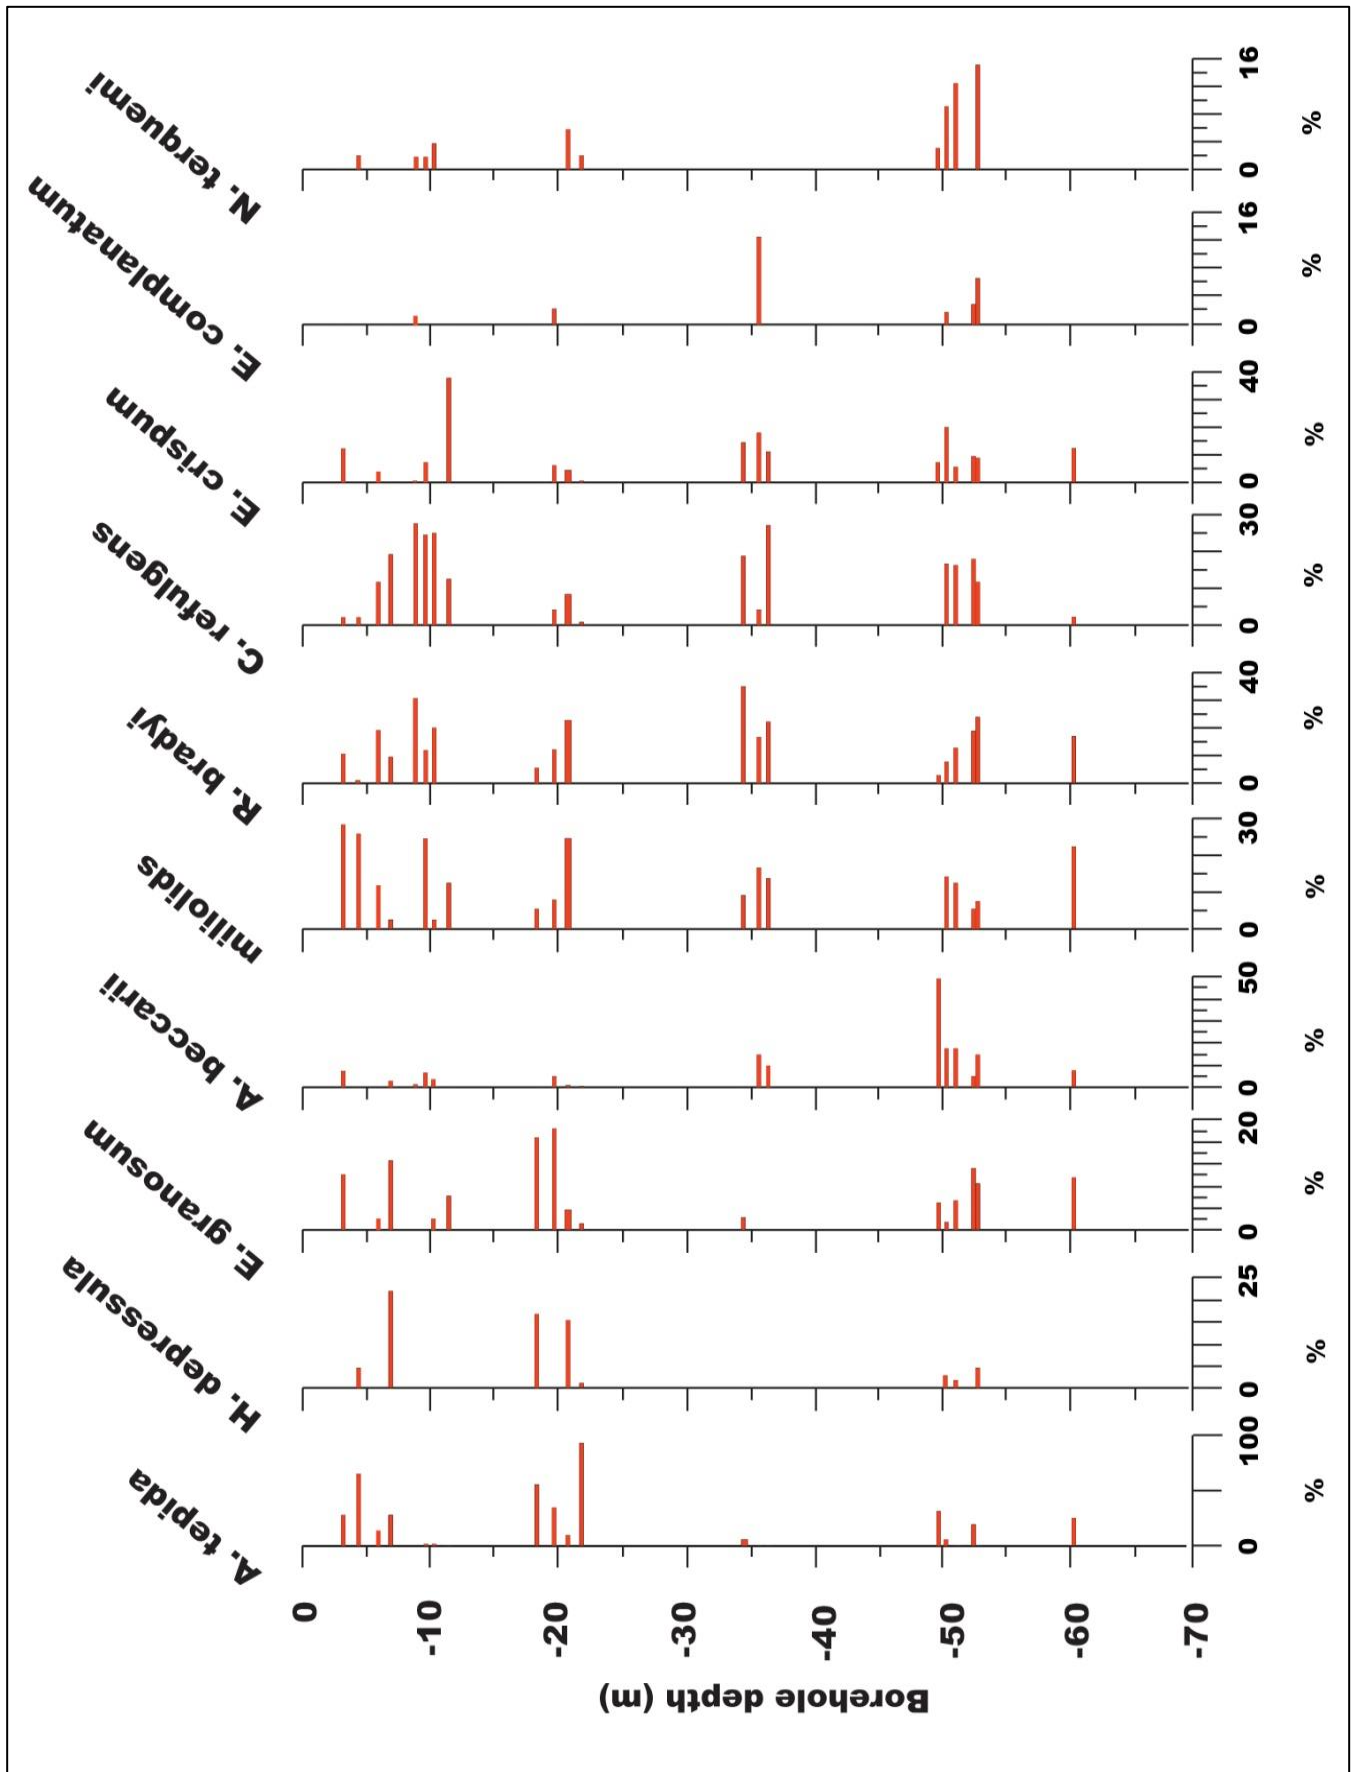 N. terquemi
0 16
%
E. complanatum
0 16
%
E. crispum
0 40
%
C. refulgens
0 30
%
R. bradyi
0 40
%
miliolids
0 30
%
A. beccarii
0 50
%
E. granosum
0 20
%
H. depressula
0 25
%
A. tepida
0 100
%
0 -10 -20 -30 -40 -50 -60 -70
Borehole depth (m)